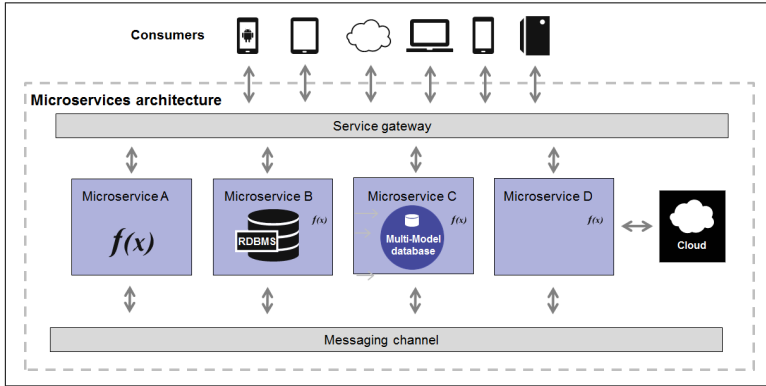 Consumers
Microservices architecture
Service gateway
Microservice A
f(x)
Microservice B
f(x)
RDBMS
Microservice C
f(x)
Multi-Model
database
Microservice D
f(x)
Cloud
Messaging channel